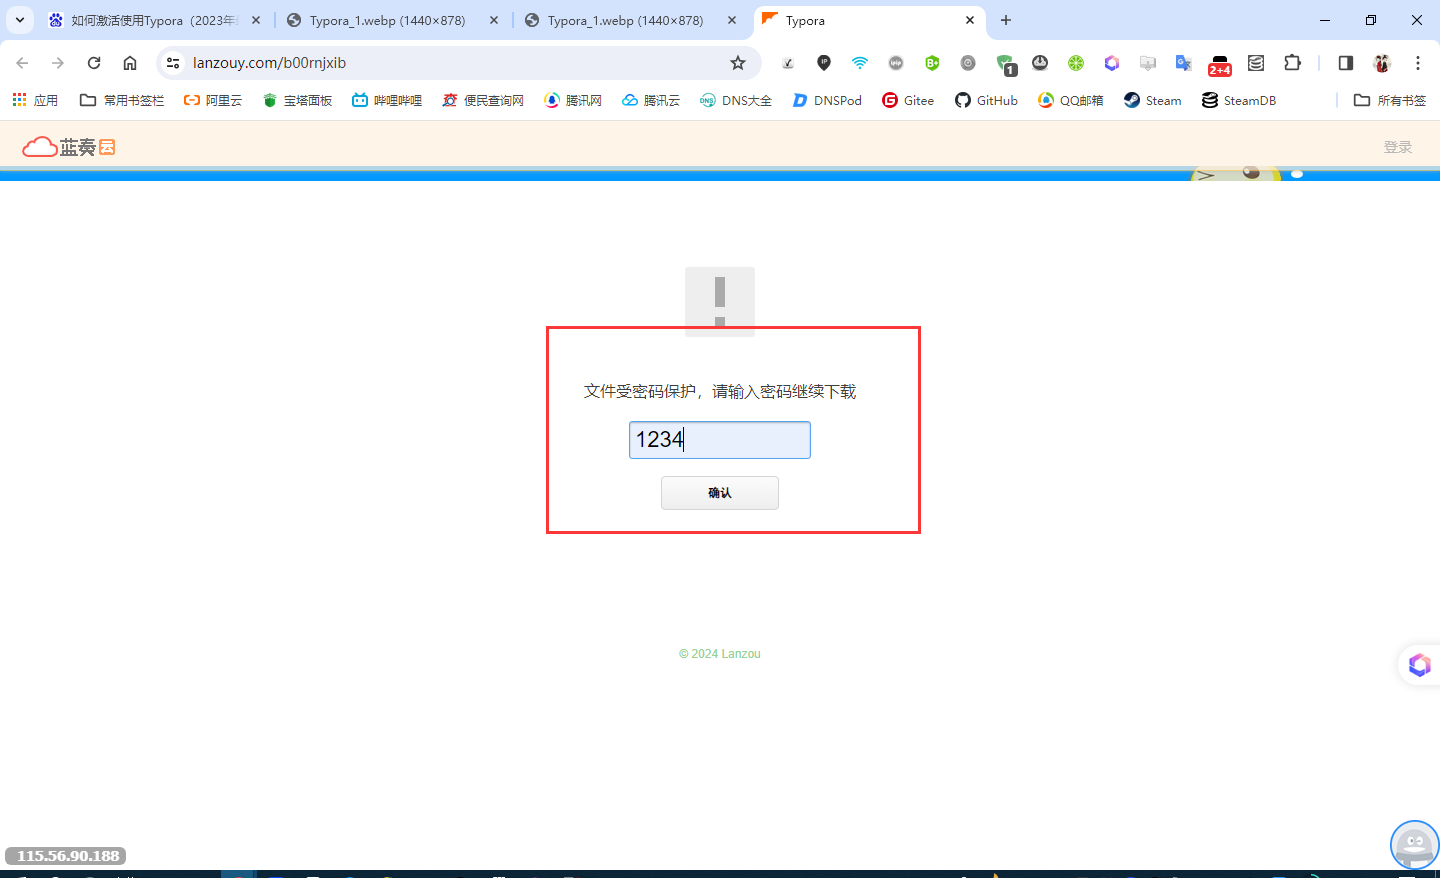 如何激活使用Typora（2023年
Typora_1.webp (1440×878)
Typora_1.webp (1440×878)
Typora
lanzouy.com/b00rnjxib
1
2+4
应用
常用书签栏
阿里云
宝塔面板
哔哩哔哩
便民查询网
腾讯网
腾讯云
DNS大全
DNSPod
Gitee
GitHub
QQ邮箱
Steam
SteamDB
所有书签
蓝奏云
登录
文件受密码保护，请输入密码继续下载
1234
确认
© 2024 Lanzou
115.56.90.188